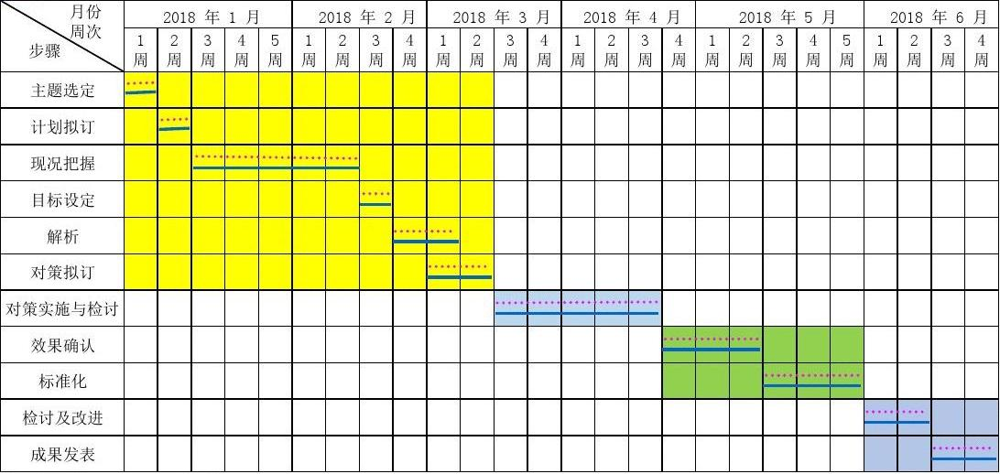 月份
周次
步骤
2018 年 1 月 2018 年 2 月 2018 年 3 月 2018 年 4 月 2018 年 5 月 2018 年 6 月
1 2 3 4 5 1 2 3 4 1 2 3 4 1 2 3 4 1 2 3 4 5 1 2 3 4
周 周 周 周 周 周 周 周 周 周 周 周 周 周 周 周 周 周 周 周 周 周 周 周 周 周
主题选定
计划拟订
现况把握
目标设定
解析
对策拟订
对策实施与检讨
效果确认
标准化
检讨及改进
成果发表